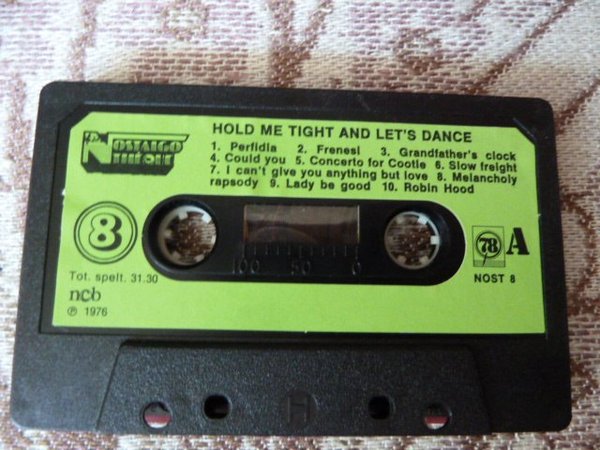 HOLD ME TIGHT AND LET'S DANCE
NOSTALGO
THEQUE
1. Perfidia 2. Frenesi 3. Grandfather's clock
4. Could you 5. Concerto for Cootie 6. Slow freight
7. I can't give you anything but love 8. Melancholy
rapsody 9. Lady be good 10. Robin Hood
8
78 A
100 50 0
Tot. spelt. 31.30
NOST 8
ncb
℗ 1976